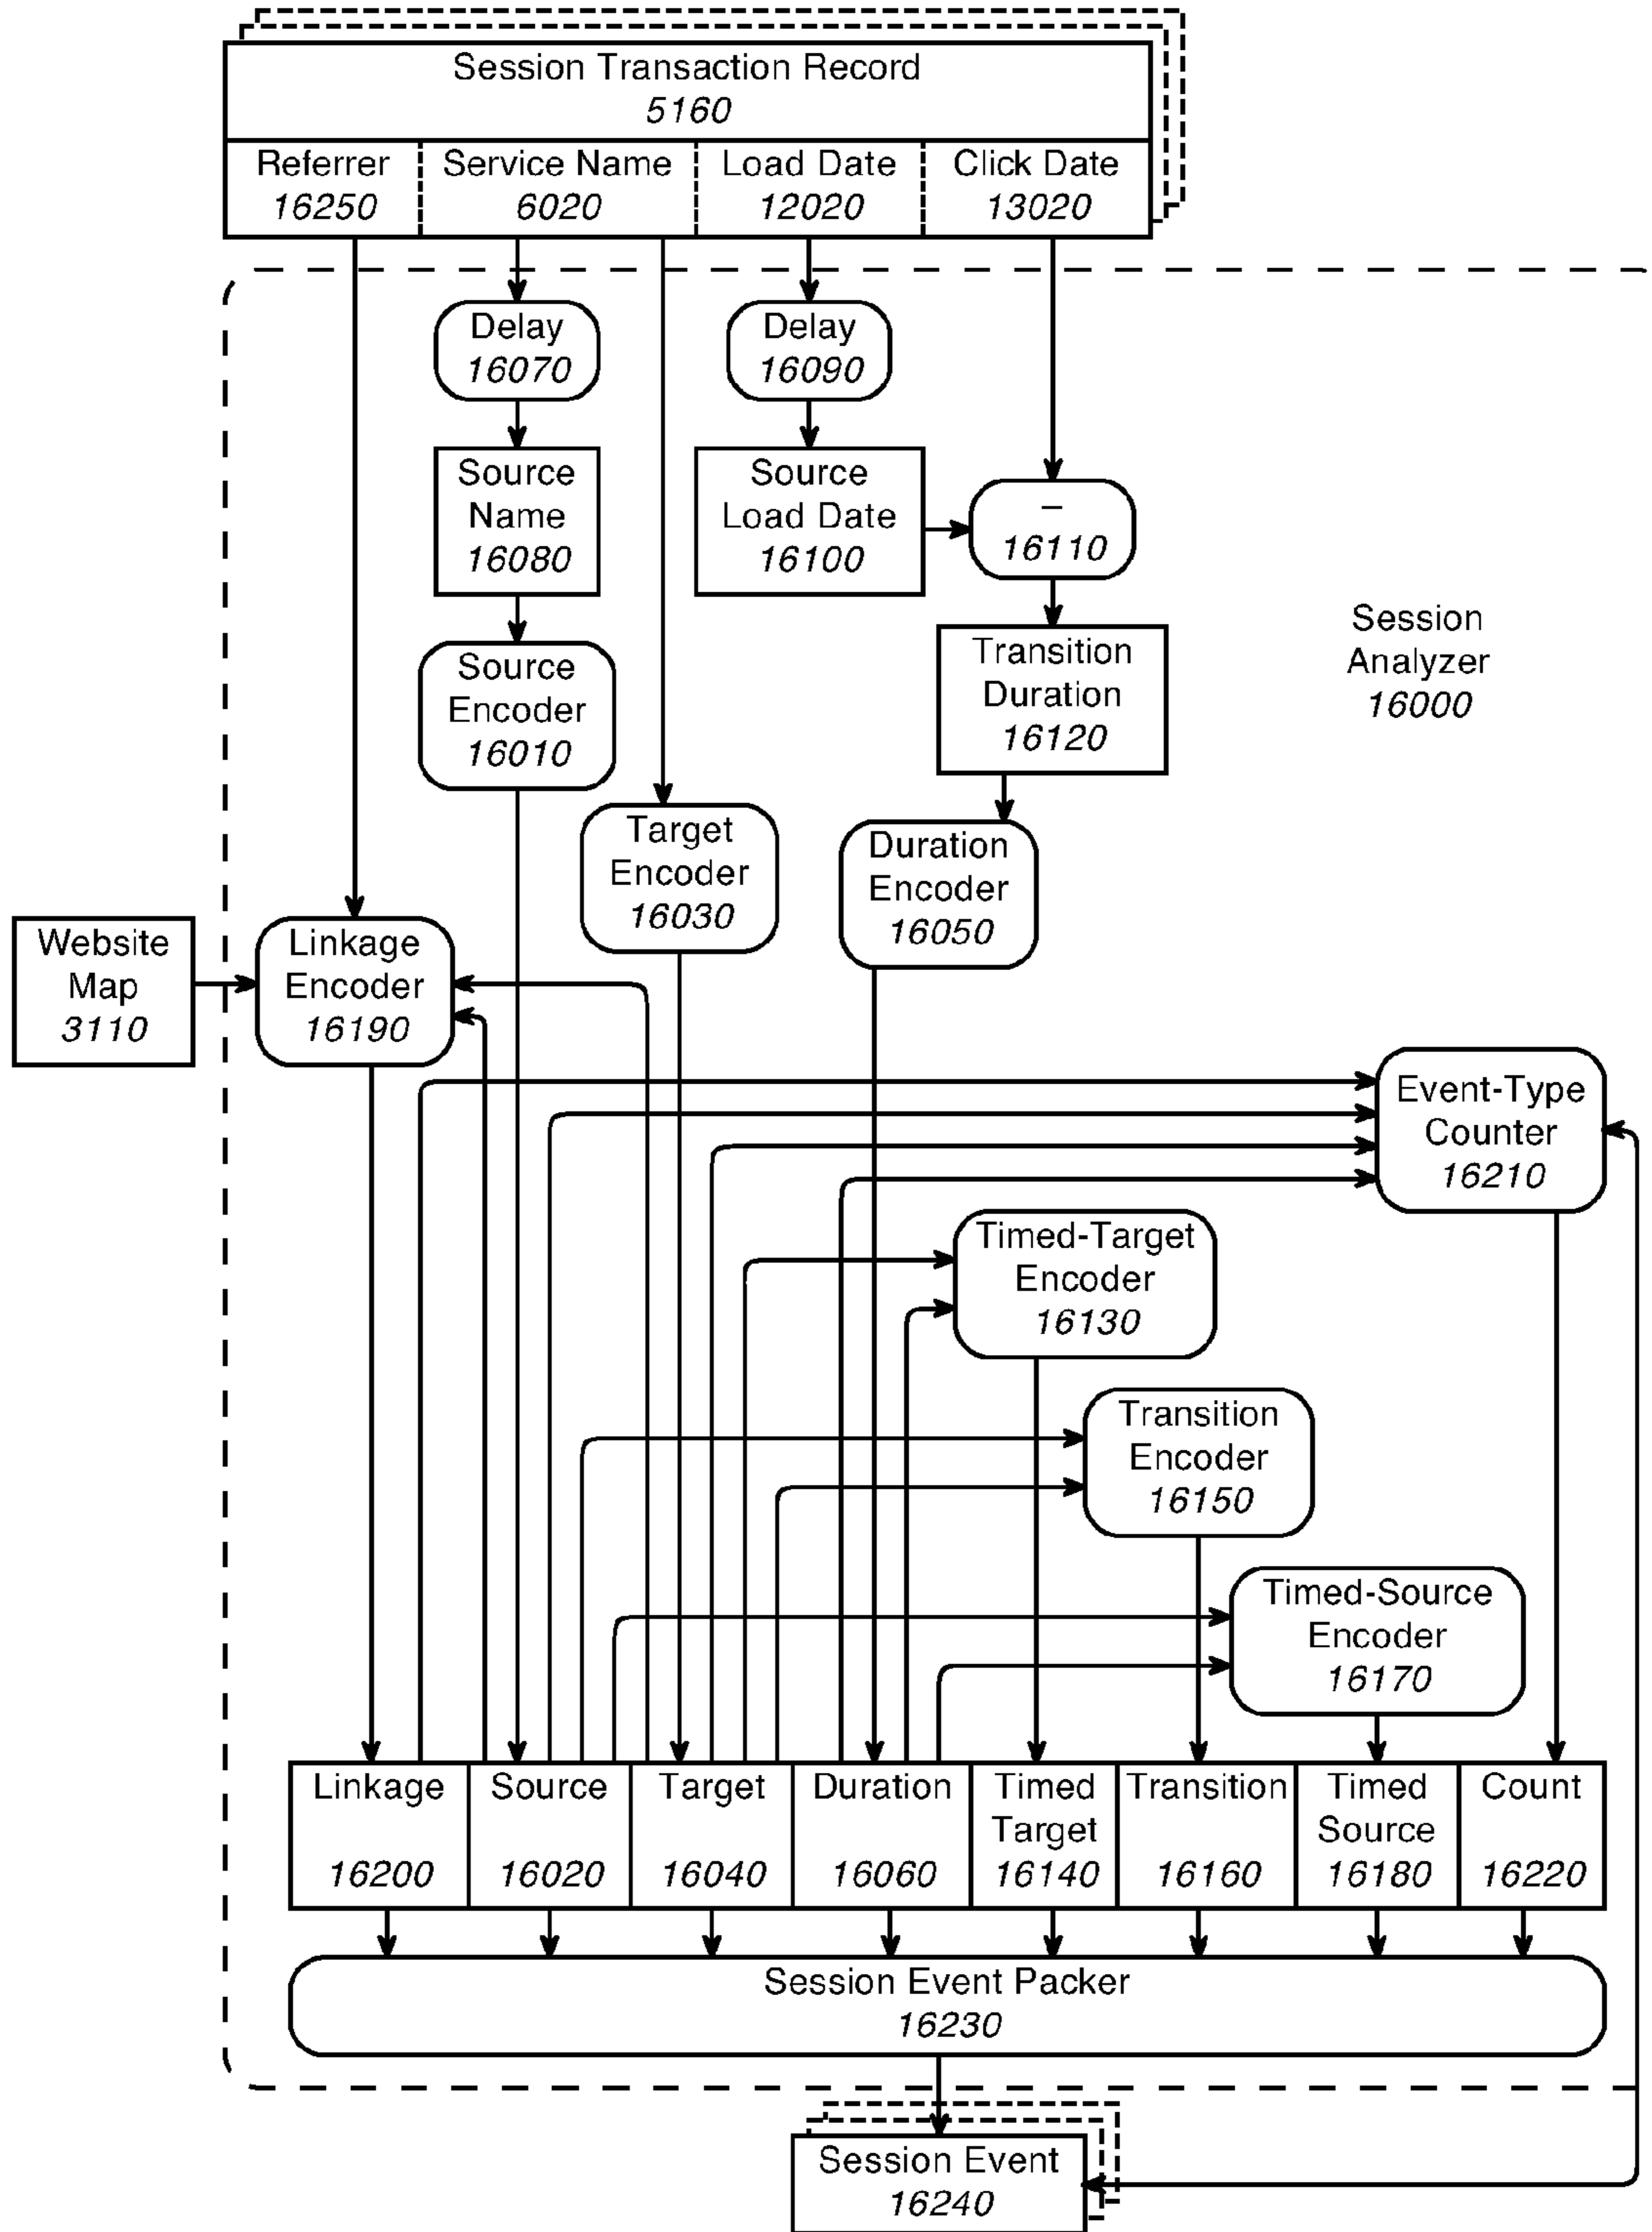 Session Transaction Record
5160
Referrer
16250
Service Name
6020
Load Date
12020
Click Date
13020
Delay
16070
Delay
16090
Source
Name
16080
Source
Load Date
16100
–
16110
Source
Encoder
16010
Transition
Duration
16120
Session
Analyzer
16000
Target
Encoder
16030
Duration
Encoder
16050
Website
Map
3110
Linkage
Encoder
16190
Event-Type
Counter
16210
Timed-Target
Encoder
16130
Transition
Encoder
16150
Timed-Source
Encoder
16170
Linkage
16200
Source
16020
Target
16040
Duration
16060
Timed
Target
16140
Transition
16160
Timed
Source
16180
Count
16220
Session Event Packer
16230
Session Event
16240